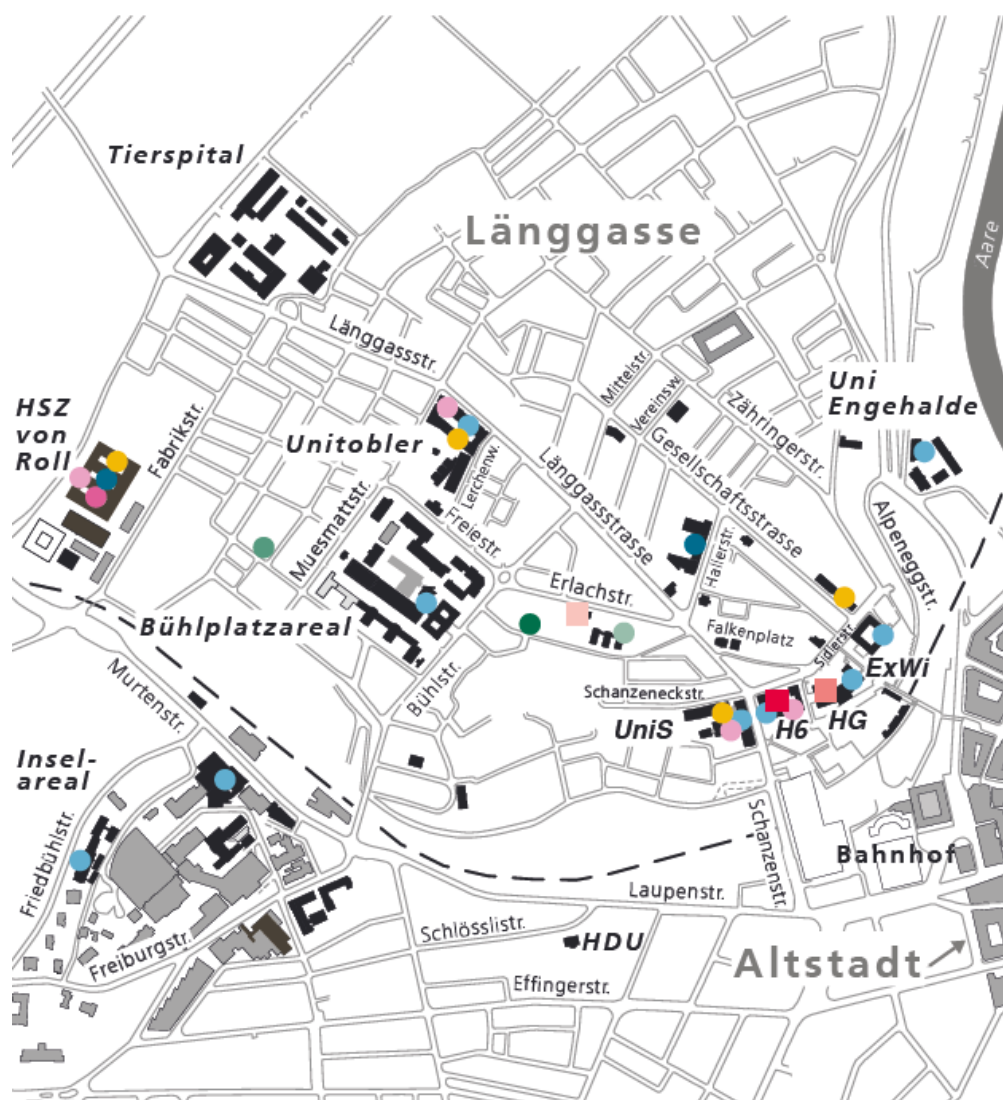 Tierspital
Länggasse
Aare
Länggassstr.
Mittelstr.
Vereinsw.
Uni
Engehalde
Zähringerstr.
HSZ
von
Roll
Fabrikstr.
Unitobler
Lerchenw.
Gesellschaftsstrasse
Länggassstrasse
Muesmattstr.
Freiestr.
Hallerstr.
Alpeneggstr.
Erlachstr.
Bühlplatzareal
Falkenplatz
Sidlerstr.
ExWi
Murtenstr.
Bühlstr.
Schanzeneckstr.
UniS
H6
HG
Insel-
areal
Friedbühlstr.
Schanzenstr.
Bahnhof
Laupenstr.
Freiburgstr.
Schlösslistr.
HDU
Altstadt
Effingerstr.